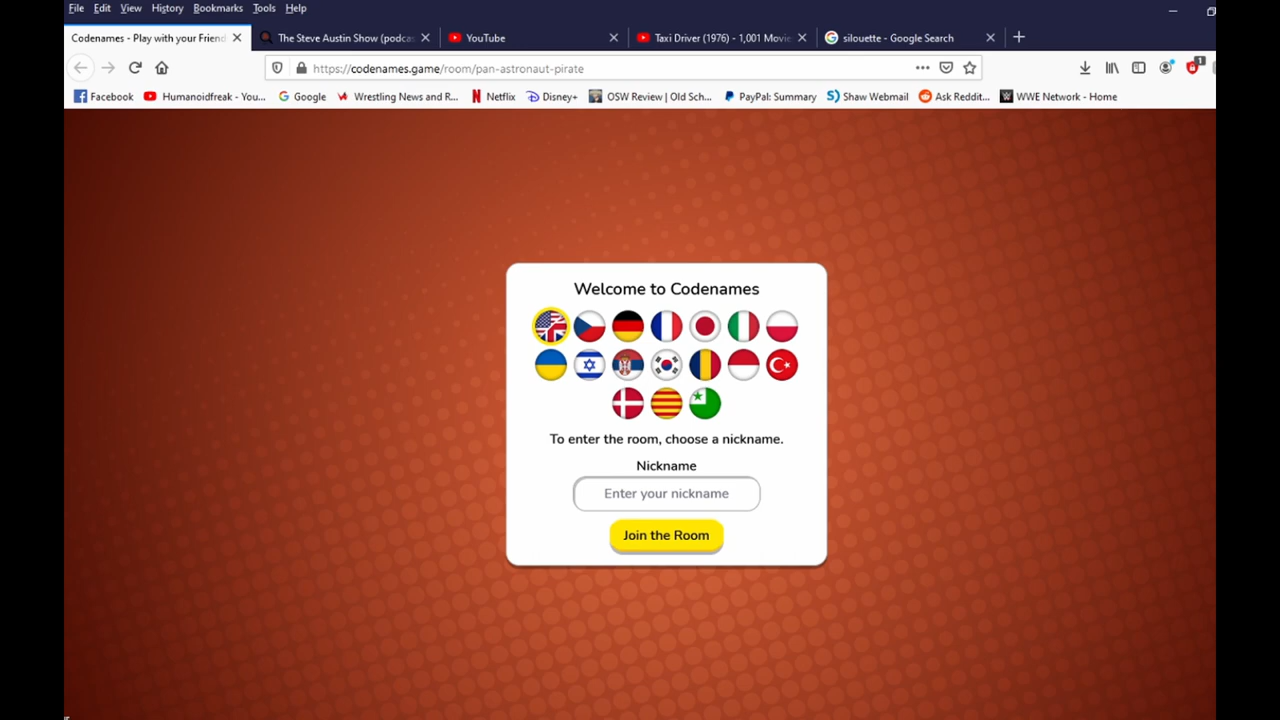 File Edit View History Bookmarks Tools Help
Codenames - Play with your Friend
The Steve Austin Show (podca
YouTube
Taxi Driver (1976) - 1,001 Movie
silouette - Google Search
https://codenames.game/room/pan-astronaut-pirate
1
Facebook
Humanoidfreak - You...
Google
Wrestling News and R...
Netflix
Disney+
OSW Review | Old Sch...
PayPal: Summary
Shaw Webmail
Ask Reddit...
WWE Network - Home
Welcome to Codenames
To enter the room, choose a nickname.
Nickname
Enter your nickname
Join the Room